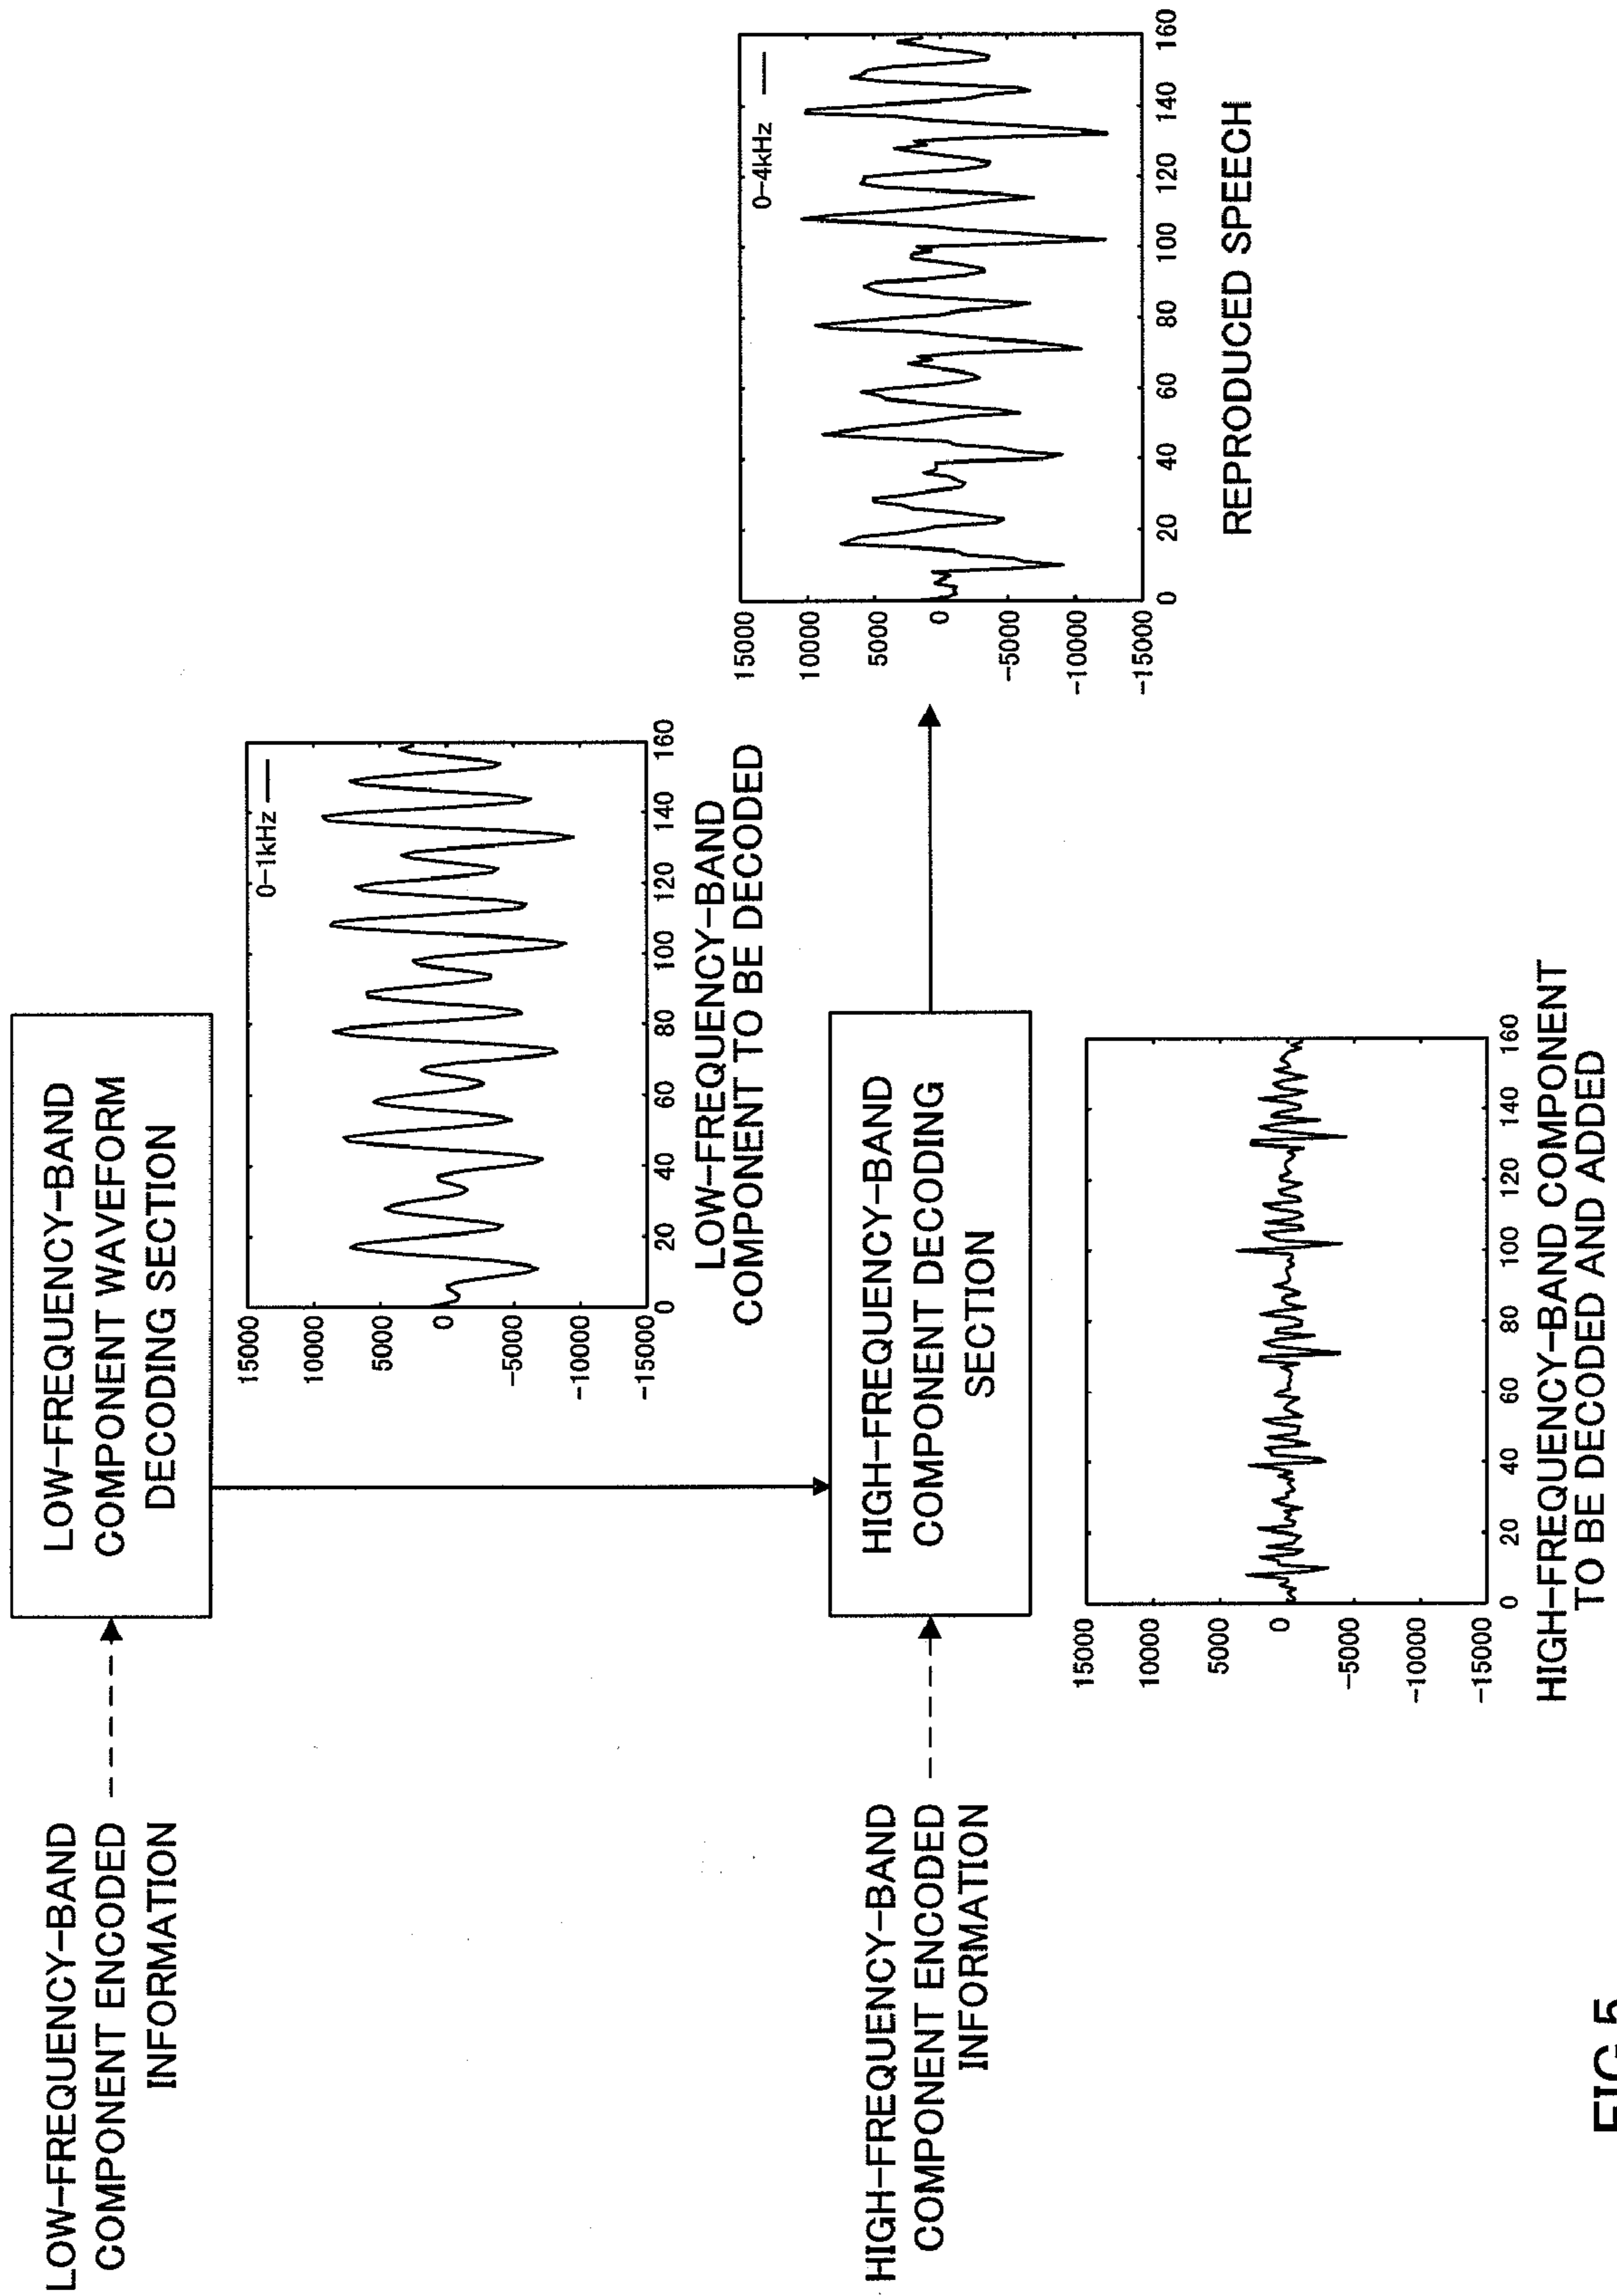 LOW-FREQUENCY-BAND
COMPONENT ENCODED
INFORMATION
LOW-FREQUENCY-BAND
COMPONENT WAVEFORM
DECODING SECTION
15000
10000
5000
0
-5000
-10000
-15000
0 20 40 60 80 100 120 140 160
0-1kHz
LOW-FREQUENCY-BAND
COMPONENT TO BE DECODED
HIGH-FREQUENCY-BAND
COMPONENT ENCODED
INFORMATION
HIGH-FREQUENCY-BAND
COMPONENT DECODING
SECTION
15000
10000
5000
0
-5000
-10000
-15000
0 20 40 60 80 100 120 140 160
0-4kHz
REPRODUCED SPEECH
15000
10000
5000
0
-5000
-10000
-15000
0 20 40 60 80 100 120 140 160
HIGH-FREQUENCY-BAND COMPONENT
TO BE DECODED AND ADDED
FIG.5